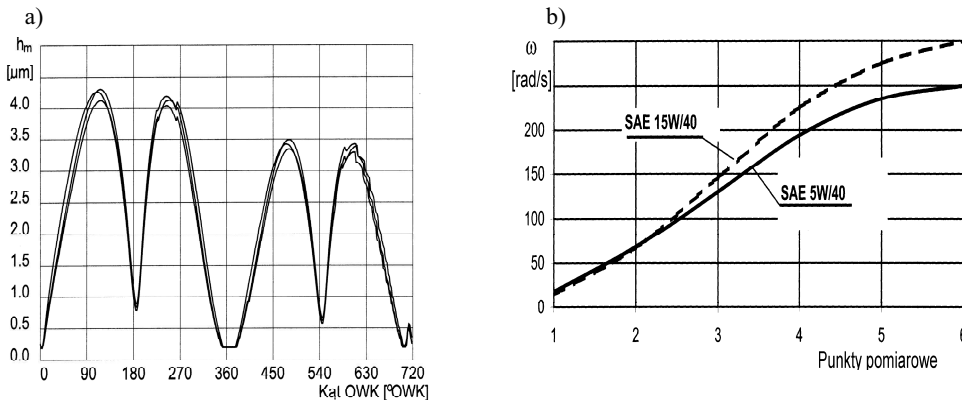 a)
h_m
[µm]
4.0
3.5
3.0
2.5
2.0
1.5
1.0
0.5
0.0
0 90 180 270 360 450 540 630 720
Kąt OWK [°OWK]
b)
ω
[rad/s]
200
150
100
50
0
SAE 15W/40
SAE 5W/40
1 2 3 4 5 6
Punkty pomiarowe